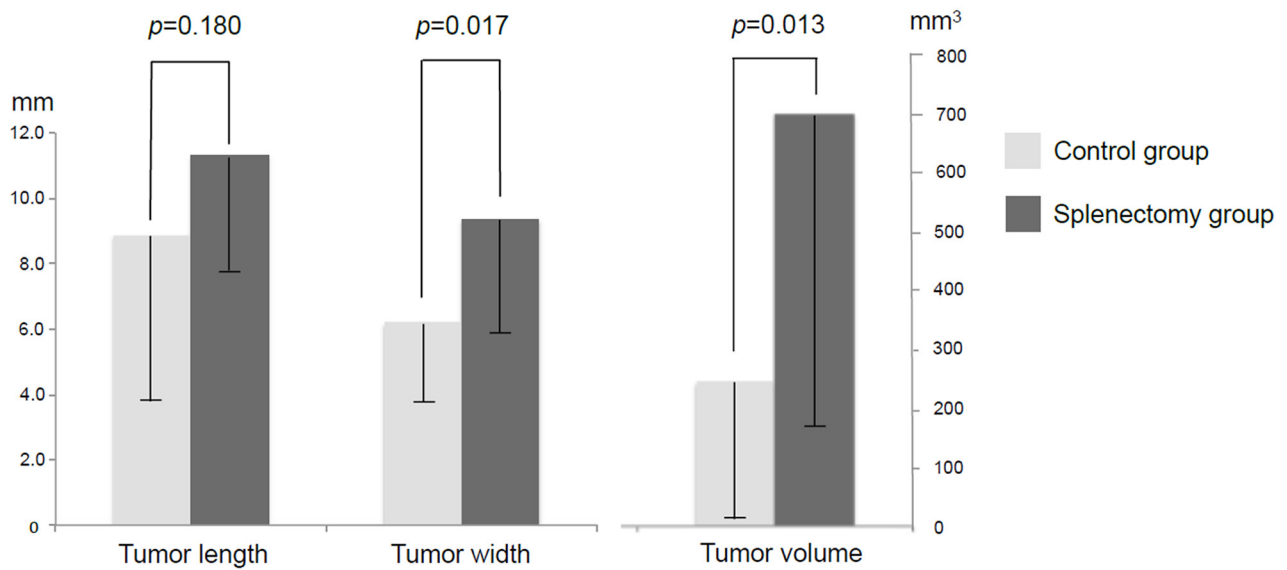 p=0.180
p=0.017
p=0.013
mm³
mm
12.0
10.0
8.0
6.0
4.0
2.0
0
800
700
600
500
400
300
200
100
0
Control group
Splenectomy group
Tumor length
Tumor width
Tumor volume